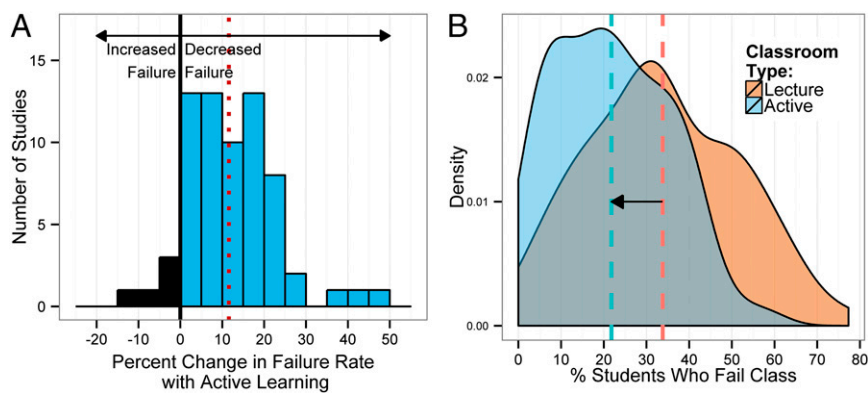 A
Increased Decreased
Failure Failure
Number of Studies
15
10
5
0
-20 -10 0 10 20 30 40 50
Percent Change in Failure Rate
with Active Learning
B
Classroom
Type:
Lecture
Active
Density
0.02
0.01
0.00
0 10 20 30 40 50 60 70 80
% Students Who Fail Class